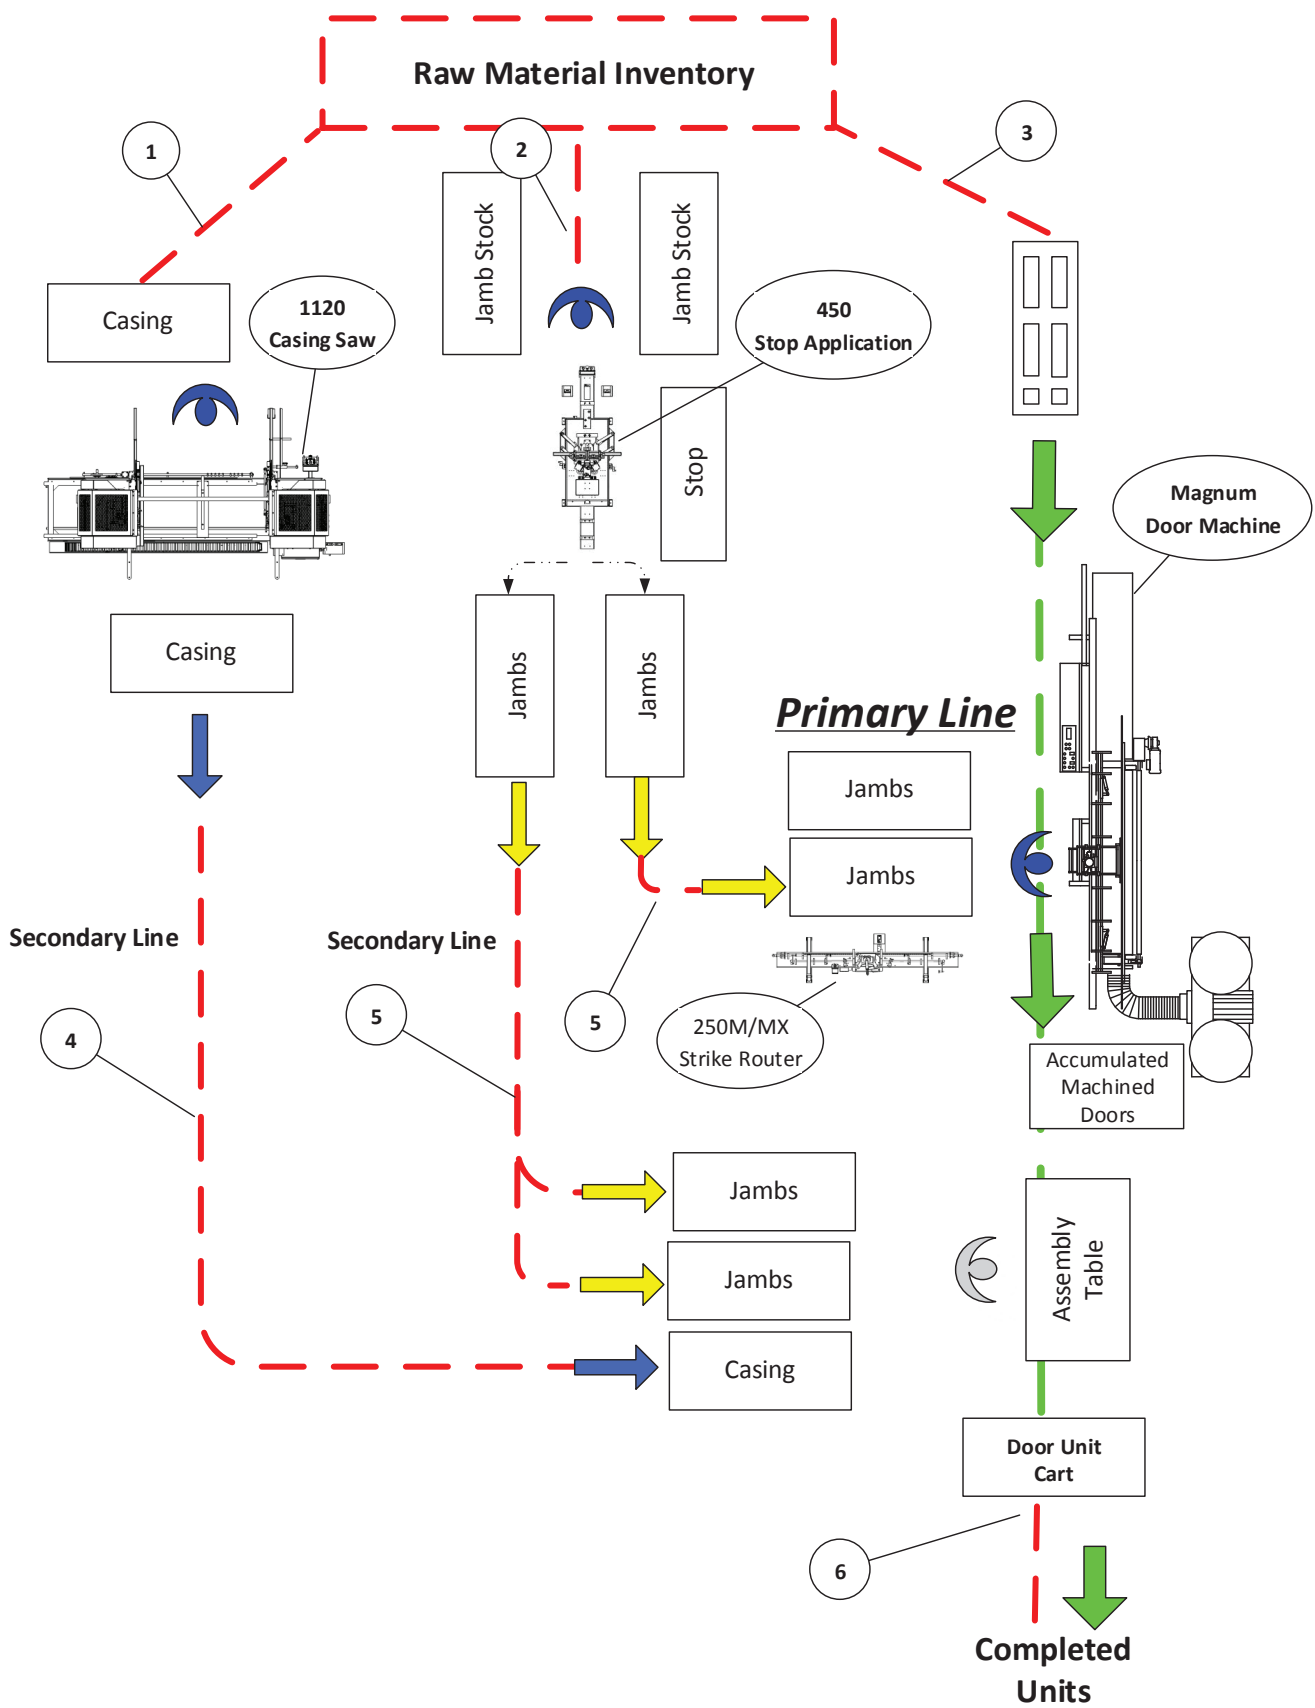 Raw Material Inventory
1
2
3
Jamb Stock
Jamb Stock
Casing
1120
Casing Saw
450
Stop Application
Stop
Magnum
Door Machine
Casing
Jambs
Jambs
Primary Line
Jambs
Jambs
Secondary Line
Secondary Line
4
5
5
250M/MX
Strike Router
Accumulated
Machined
Doors
Jambs
Jambs
Casing
Assembly
Table
Door Unit
Cart
6
Completed
Units